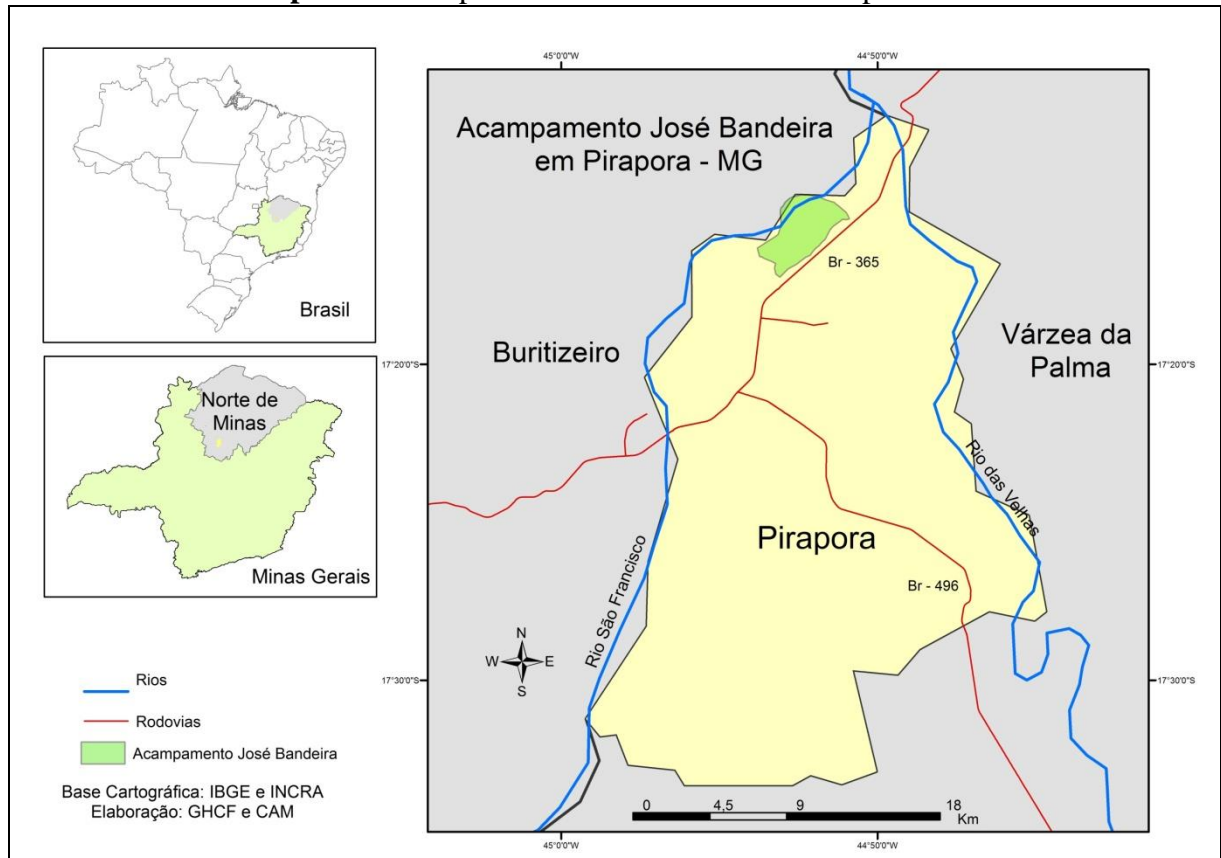 45°0'0"W
44°50'0"W
Acampamento José Bandeira
em Pirapora - MG
Br - 365
Brasil
Buritizeiro
Várzea da
Palma
17°20'0"S
17°20'0"S
Norte de
Minas
Minas Gerais
Rio das Velhas
Pirapora
Rio São Francisco
Br - 496
N
W
E
S
17°30'0"S
17°30'0"S
Rios
Rodovias
Acampamento José Bandeira
Base Cartográfica: IBGE e INCRA
Elaboração: GHCF e CAM
0 4,5 9 18
Km
45°0'0"W
44°50'0"W